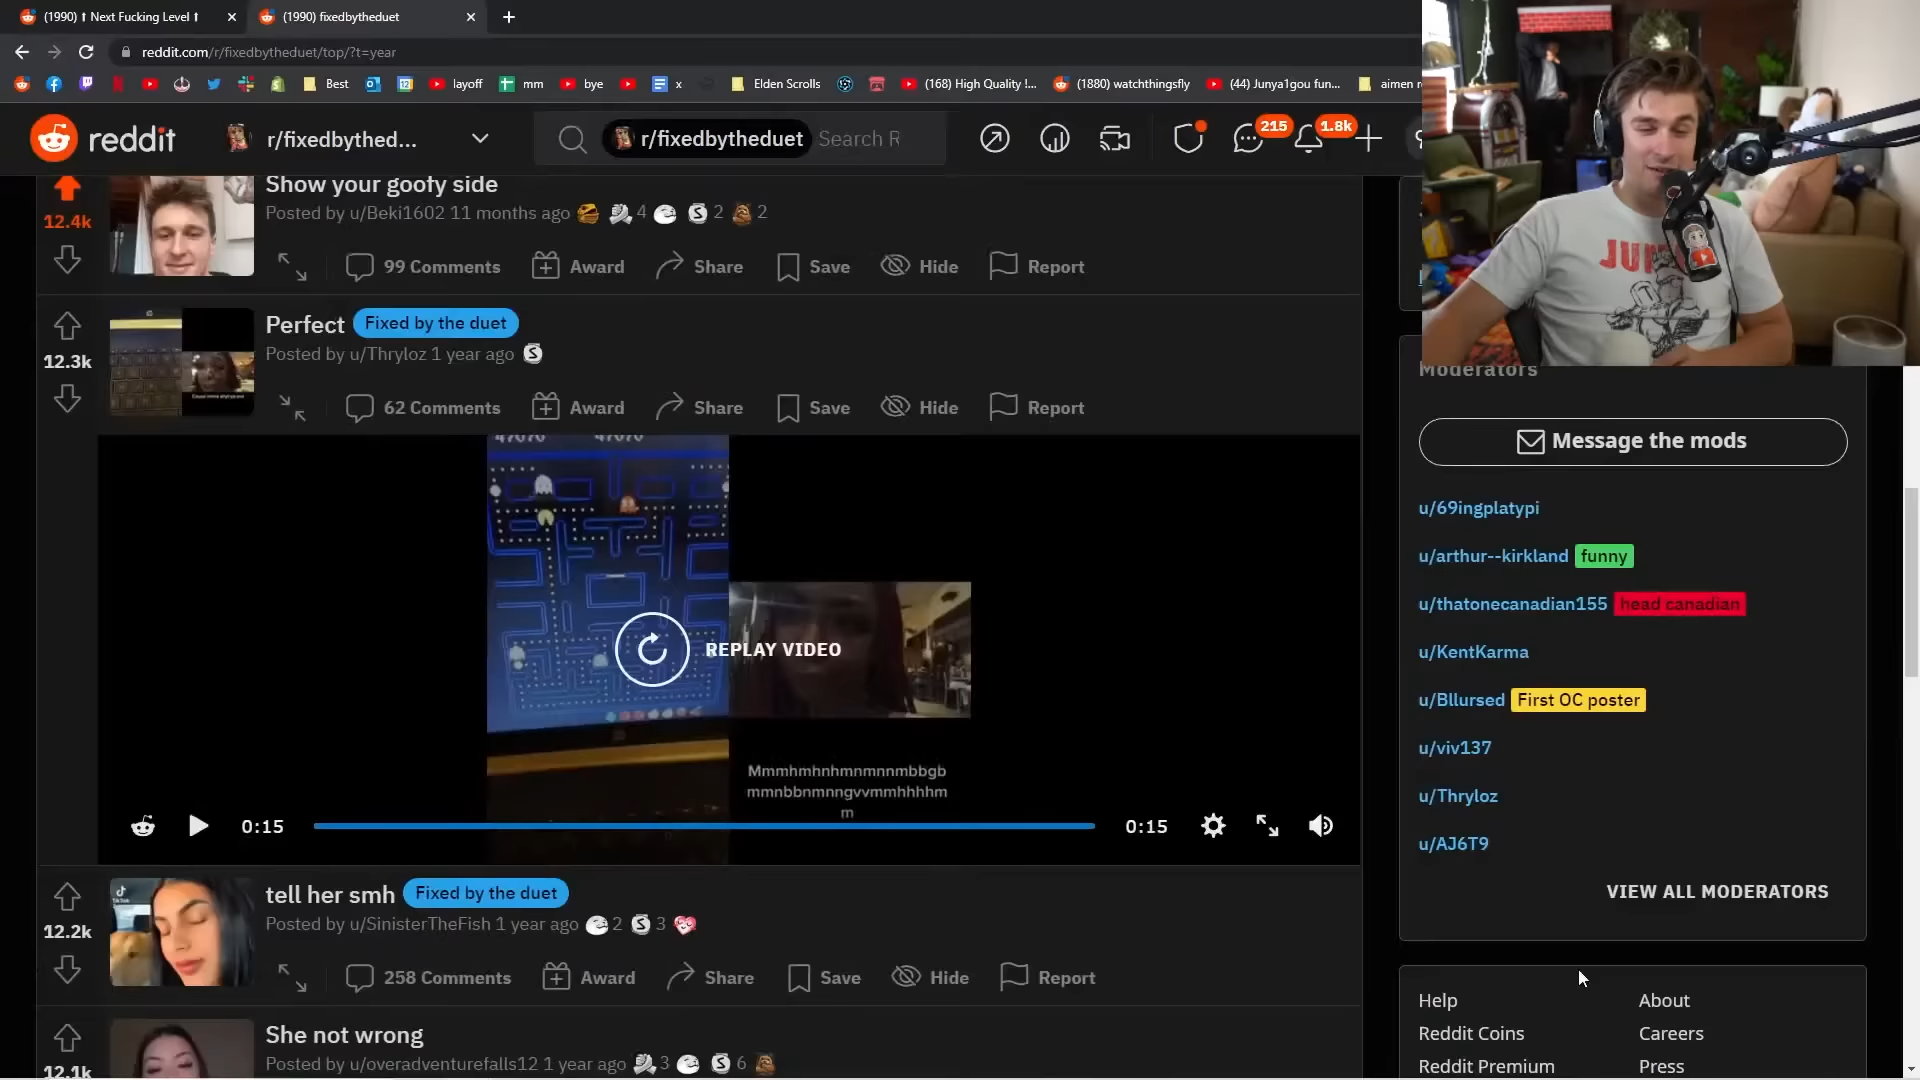 (1990) ⬆ Next Fucking Level ⬆
(1990) fixedbytheduet
reddit.com/r/fixedbytheduet/top/?t=year
Best
layoff
mm
bye
x
Elden Scrolls
(168) High Quality !...
(1880) watchthingsfly
(44) Junya1gou fun...
aimen r
reddit
r/fixedbythed...
r/fixedbytheduet
Search R
215
1.8k
12.4k
Show your goofy side
Posted by u/Beki1602 11 months ago
4
2
2
99 Comments
Award
Share
Save
Hide
Report
12.3k
Perfect
Fixed by the duet
Posted by u/Thryloz 1 year ago
62 Comments
Award
Share
Save
Hide
Report
47070 47070
REPLAY VIDEO
Mmmhmhnhmnmnnmbbgb
mmnbbnmnngvvmmhhhhm
m
0:15
0:15
12.2k
tell her smh
Fixed by the duet
Posted by u/SinisterTheFish 1 year ago
2
3
258 Comments
Award
Share
Save
Hide
Report
12.1k
She not wrong
Posted by u/overadventurefalls12 1 year ago
3
6
Moderators
Message the mods
u/69ingplatypi
u/arthur--kirkland funny
u/thatonecanadian155 head canadian
u/KentKarma
u/Bllursed First OC poster
u/viv137
u/Thryloz
u/AJ6T9
VIEW ALL MODERATORS
Help
About
Reddit Coins
Careers
Reddit Premium
Press